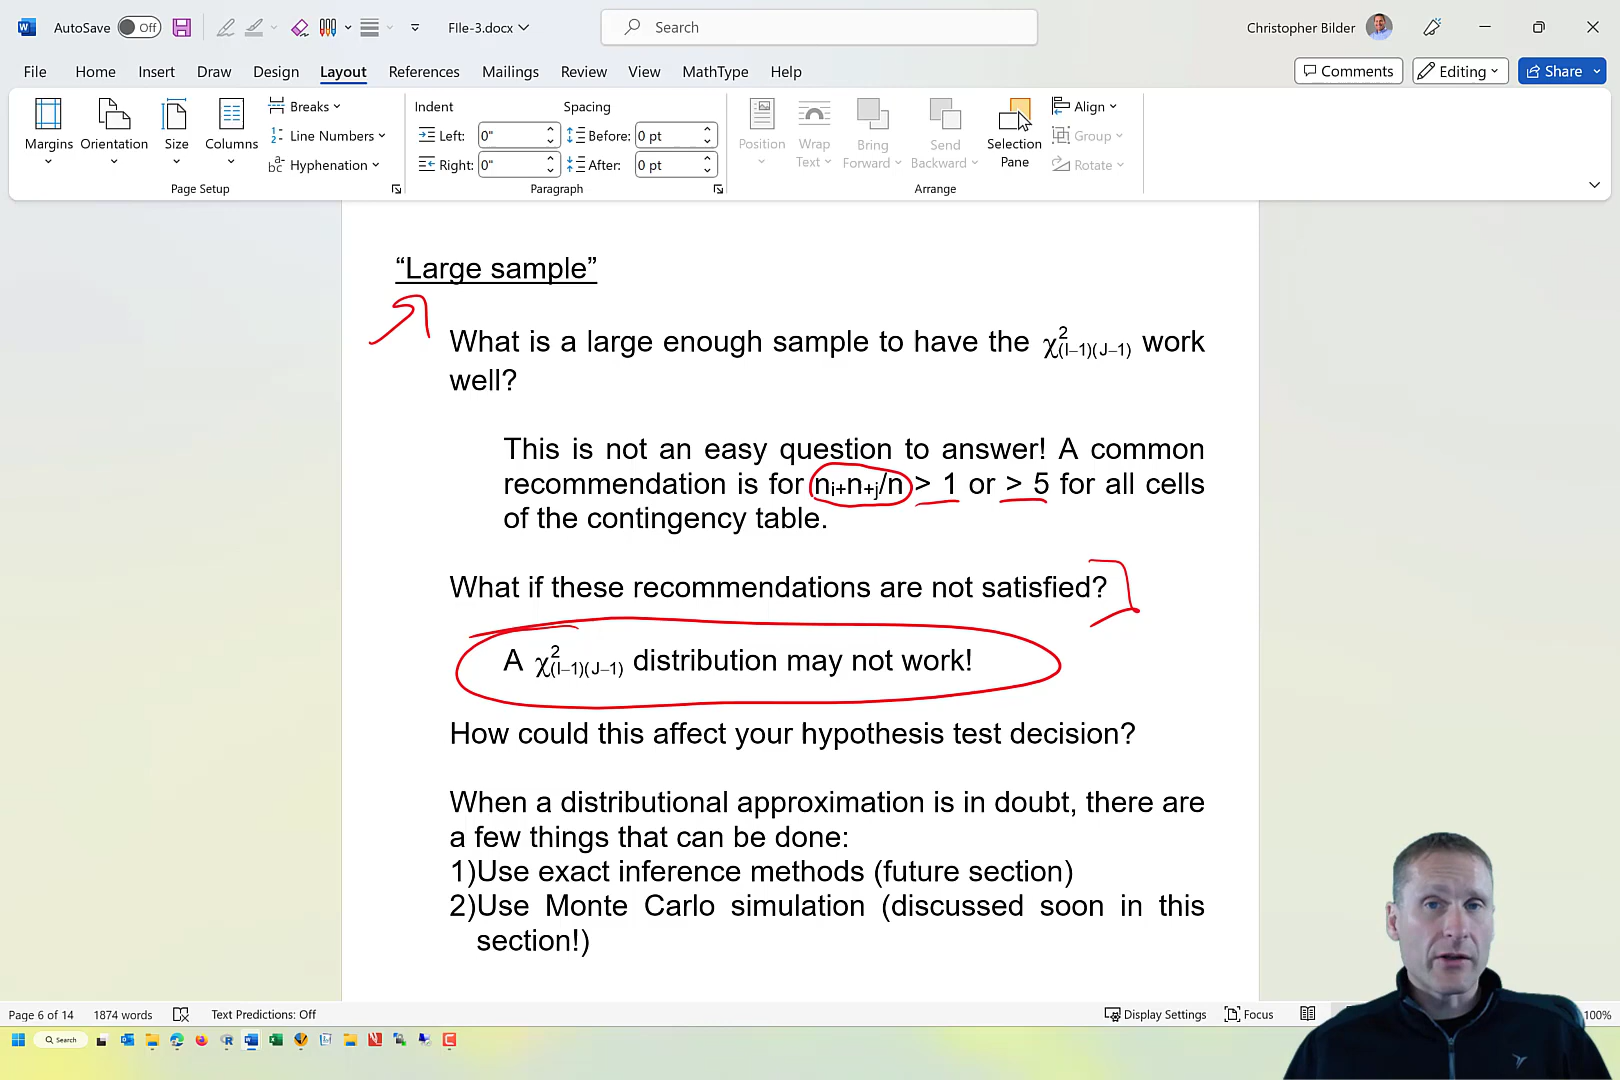 AutoSave Off FIle-3.docx Search Christopher Bilder
File Home Insert Draw Design Layout References Mailings Review View MathType Help Comments Editing Share
Margins Orientation Size Columns Breaks Line Numbers Hyphenation
Page Setup
Indent Spacing
Left: 0" Before: 0 pt
Right: 0" After: 0 pt
Paragraph
Position Wrap Text Bring Forward Send Backward Selection Pane Align Group Rotate
Arrange
“Large sample”
What is a large enough sample to have the χ²(I–1)(J–1) work
well?
This is not an easy question to answer! A common
recommendation is for ni+n+j/n > 1 or > 5 for all cells
of the contingency table.
What if these recommendations are not satisfied?
A χ²(I–1)(J–1) distribution may not work!
How could this affect your hypothesis test decision?
When a distributional approximation is in doubt, there are
a few things that can be done:
1)Use exact inference methods (future section)
2)Use Monte Carlo simulation (discussed soon in this
section!)
Page 6 of 14 1874 words Text Predictions: Off Display Settings Focus 100%
Search